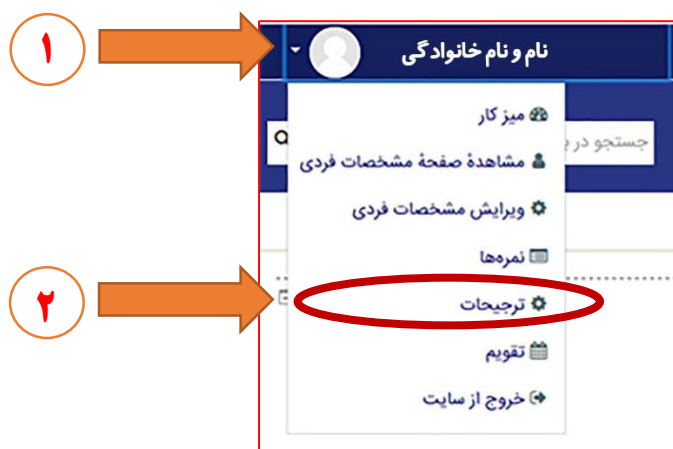 ۱
نام و نام خانوادگی
میز کار
جستجو در
مشاهدهٔ صفحهٔ مشخصات فردی
ویرایش مشخصات فردی
نمره‌ها
۲
ترجیحات
تقویم
خروج از سایت